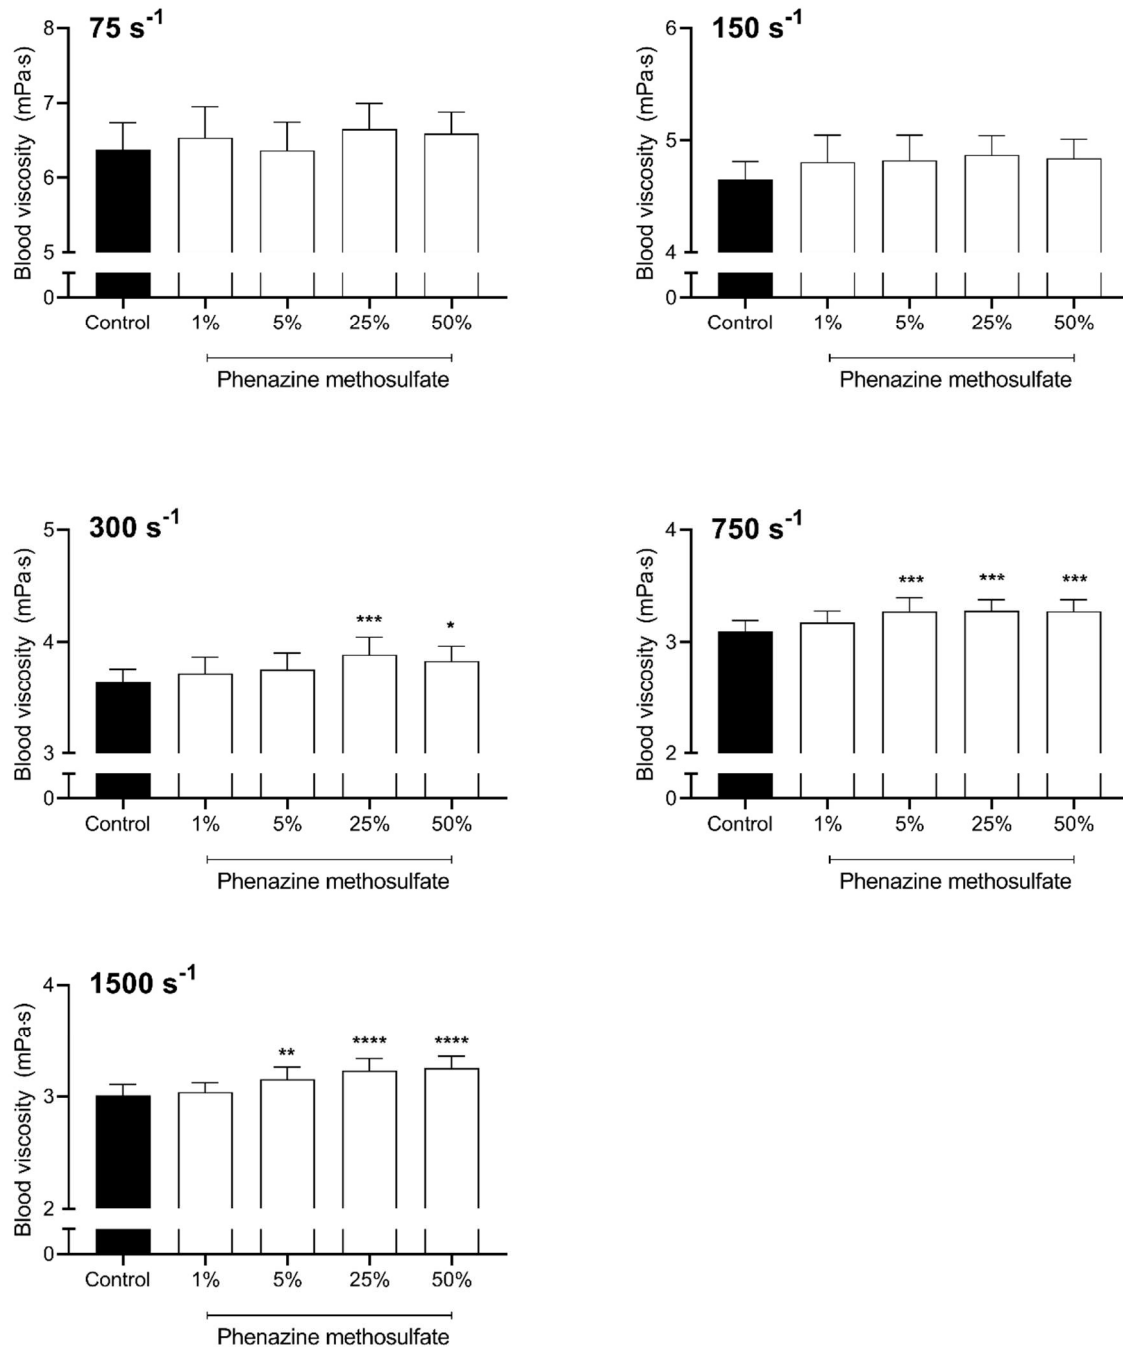 75 s-1
Blood viscosity (mPa·s)
8
7
6
5
0
Control 1% 5% 25% 50%
Phenazine methosulfate
150 s-1
Blood viscosity (mPa·s)
6
5
4
0
Control 1% 5% 25% 50%
Phenazine methosulfate
300 s-1
Blood viscosity (mPa·s)
5
4
3
0
*** *
Control 1% 5% 25% 50%
Phenazine methosulfate
750 s-1
Blood viscosity (mPa·s)
4
3
2
0
*** *** ***
Control 1% 5% 25% 50%
Phenazine methosulfate
1500 s-1
Blood viscosity (mPa·s)
4
3
2
0
** **** ****
Control 1% 5% 25% 50%
Phenazine methosulfate